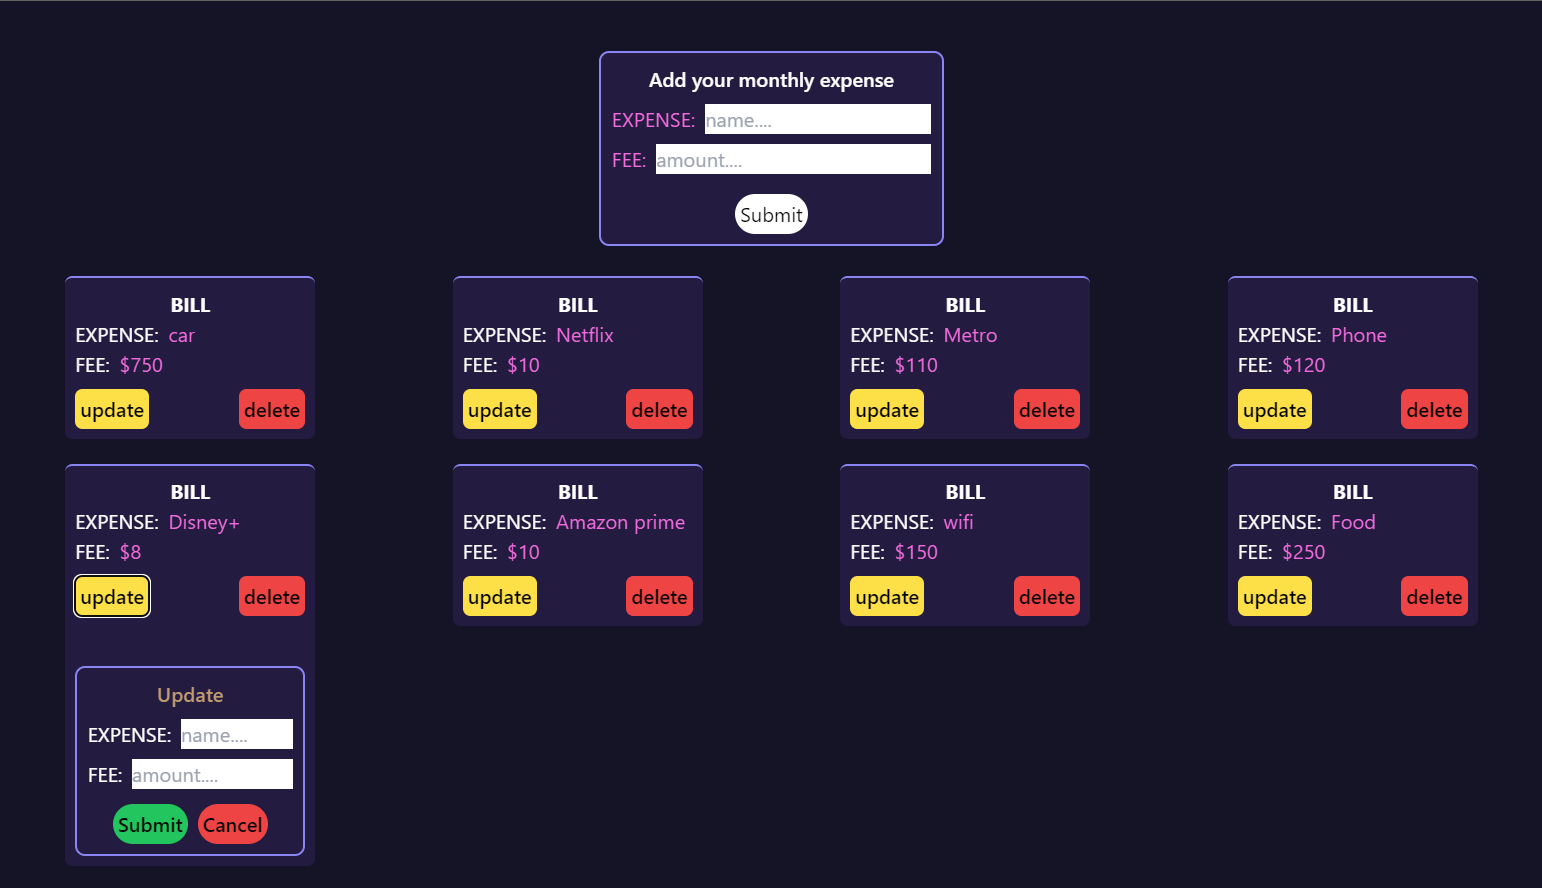 Add your monthly expense
EXPENSE: name....
FEE: amount....
Submit
BILL
EXPENSE: car
FEE: $750
update delete
BILL
EXPENSE: Netflix
FEE: $10
update delete
BILL
EXPENSE: Metro
FEE: $110
update delete
BILL
EXPENSE: Phone
FEE: $120
update delete
BILL
EXPENSE: Disney+
FEE: $8
update delete
Update
EXPENSE: name....
FEE: amount....
Submit Cancel
BILL
EXPENSE: Amazon prime
FEE: $10
update delete
BILL
EXPENSE: wifi
FEE: $150
update delete
BILL
EXPENSE: Food
FEE: $250
update delete